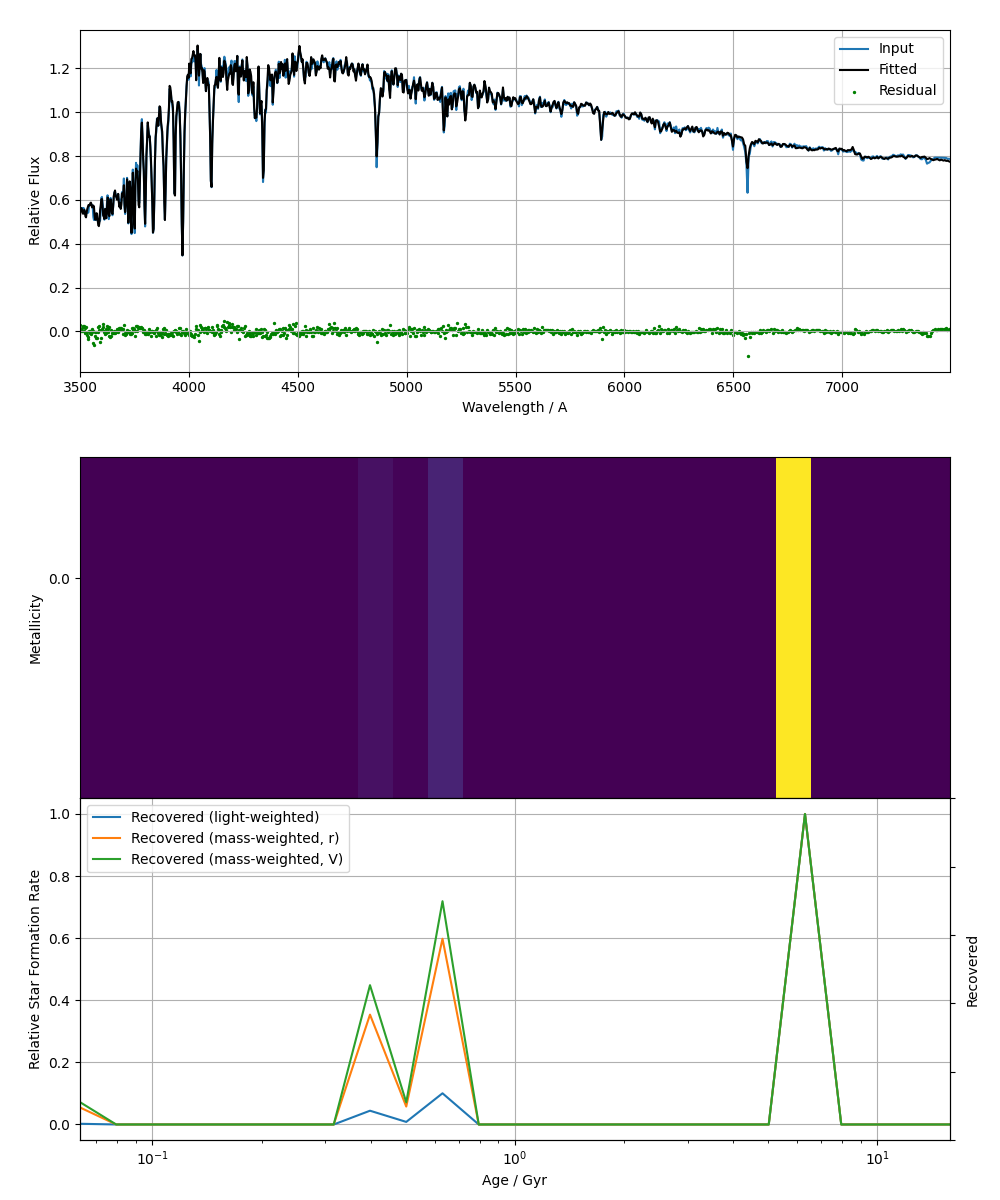 1.2
1.0
0.8
0.6
0.4
0.2
0.0
Relative Flux
Input
Fitted
Residual
3500 4000 4500 5000 5500 6000 6500 7000
Wavelength / A
0.0
Metallicity
1.0
0.8
0.6
0.4
0.2
0.0
Relative Star Formation Rate
Recovered (light-weighted)
Recovered (mass-weighted, r)
Recovered (mass-weighted, V)
Recovered
10⁻¹ 10⁰ 10¹
Age / Gyr